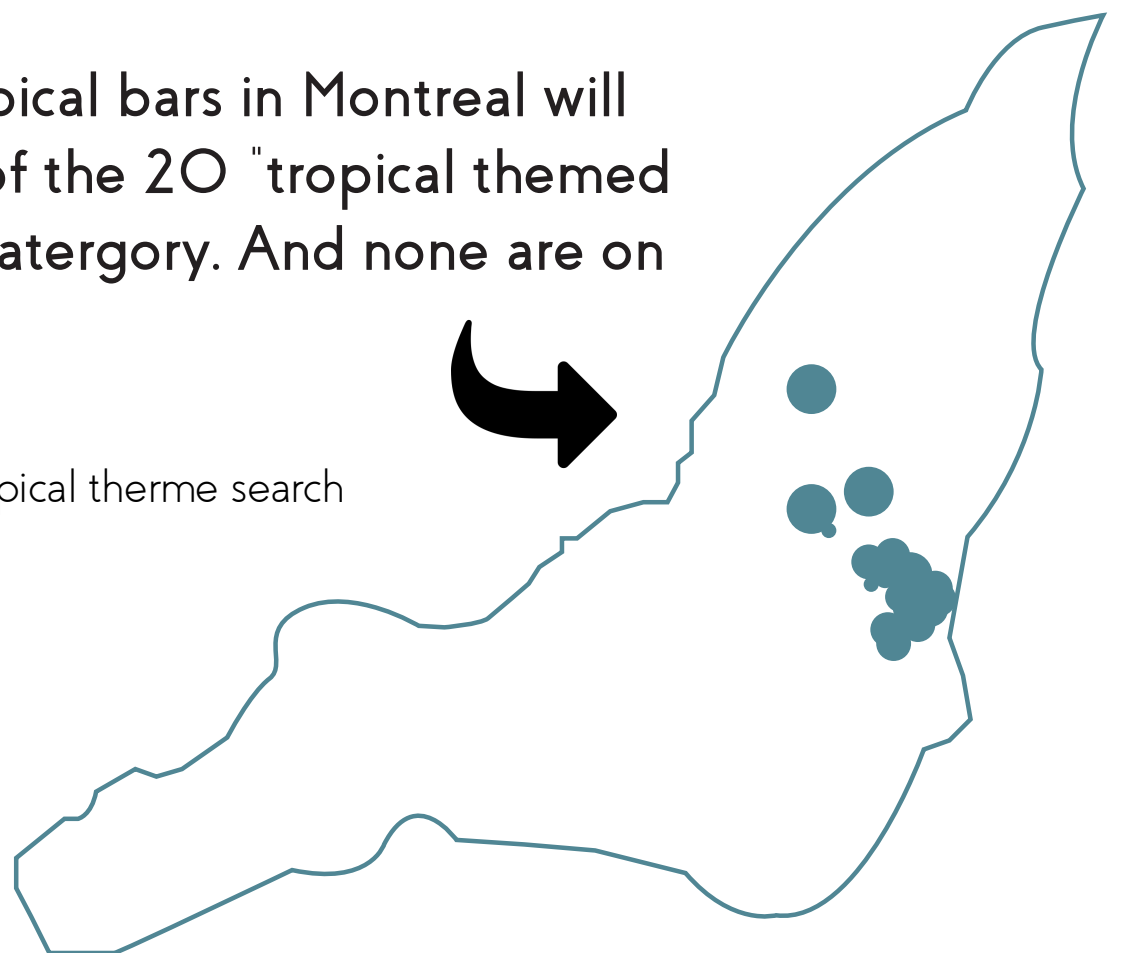 pical bars in Montreal will
of the 20 "tropical themed
atergory. And none are on
pical therme search